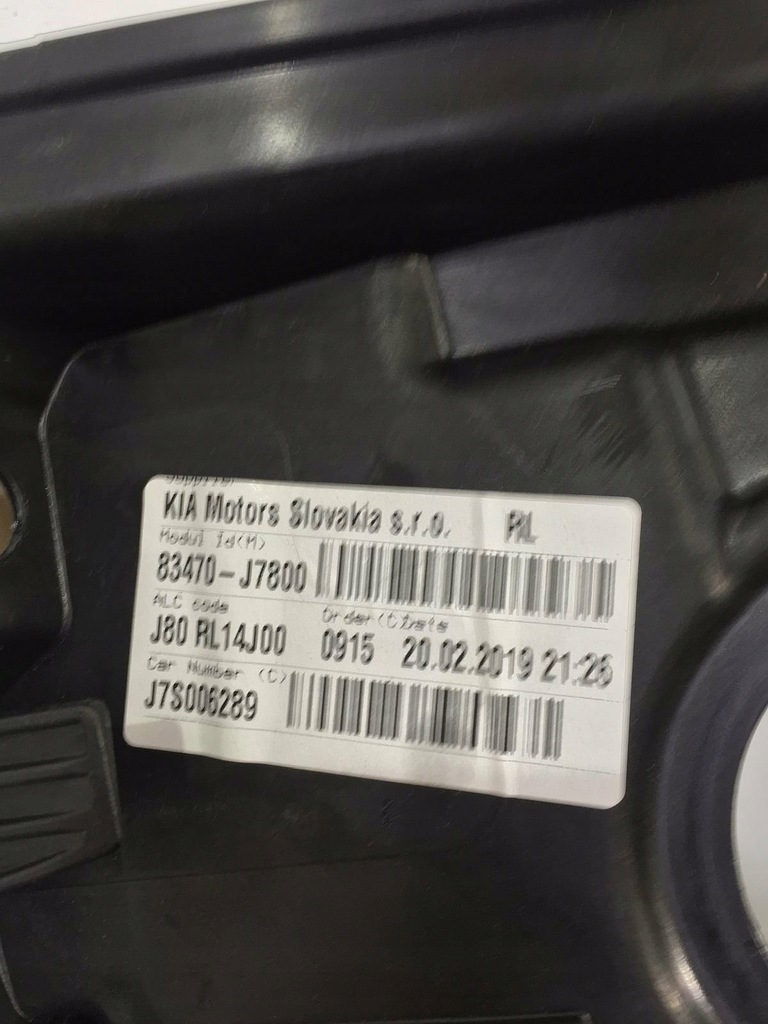 Supplier
KIA Motors Slovakia s.r.o. RL
Modul Id(M)
83470-J7800
ALC code Order(C)
J80 RL14J00 0915 20.02.2019 21:26
Car Number (C)
J7S006289